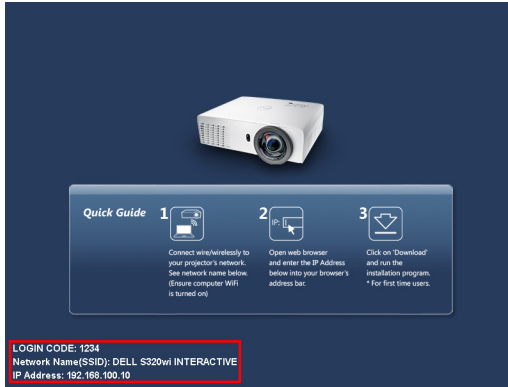 Quick Guide
1
2
IP:
3
Connect wire/wirelessly to
your projector's network.
See network name below.
(Ensure computer WiFi
is turned on)
Open web browser
and enter the IP Address
below into your browser's
address bar.
Click on 'Download'
and run the
installation program.
* For first time users.
LOGIN CODE: 1234
Network Name(SSID): DELL S320wi INTERACTIVE
IP Address: 192.168.100.10